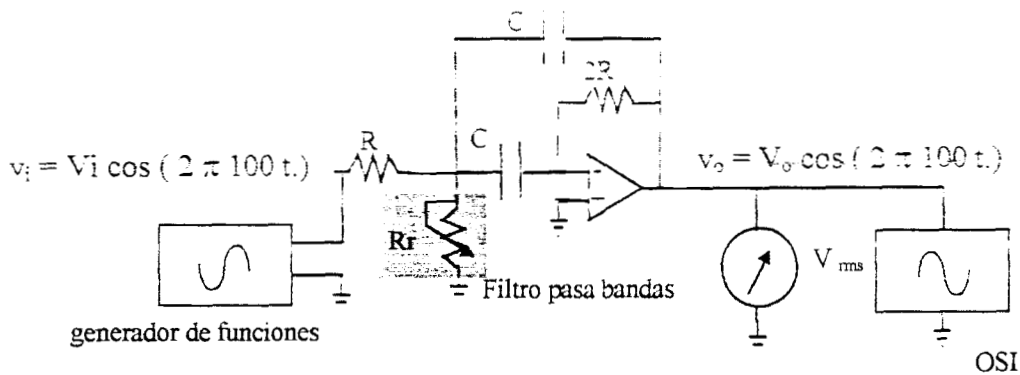 C
2R
R
C
vi = Vi cos ( 2 π 100 t.)
vo = Vo cos ( 2 π 100 t.)
Rr
Filtro pasa bandas
V rms
generador de funciones
OSI